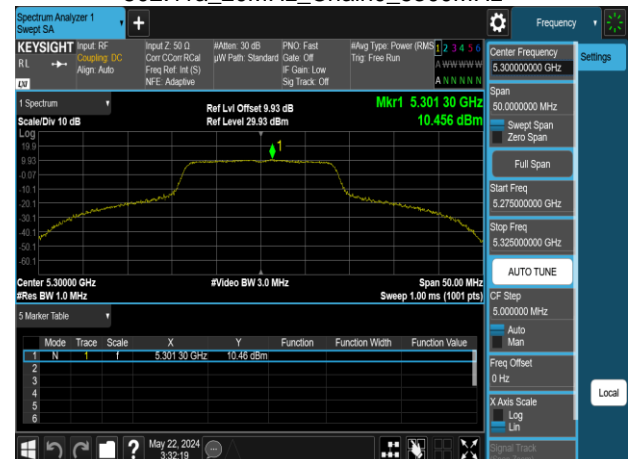 Spectrum Analyzer 1
Swept SA
+
Frequency
KEYSIGHT
RL
LXI
Input: RF
Coupling: DC
Align: Auto
Input Z: 50 Ω
Corr CCorr RCal
Freq Ref: Int (S)
NFE: Adaptive
#Atten: 30 dB
µW Path: Standard
PNO: Fast
Gate: Off
IF Gain: Low
Sig Track: Off
#Avg Type: Power (RMS
Trig: Free Run
1 2 3 4 5 6
A W W W W W
A N N N N N
1 Spectrum
Scale/Div 10 dB
Ref Lvl Offset 9.93 dB
Ref Level 29.93 dBm
Mkr1 5.301 30 GHz
10.456 dBm
Log
19.9
9.93
-0.07
-10.1
-20.1
-30.1
-40.1
-50.1
-60.1
1
Center 5.30000 GHz
#Res BW 1.0 MHz
#Video BW 3.0 MHz
Span 50.00 MHz
Sweep 1.00 ms (1001 pts)
5 Marker Table
Mode Trace Scale X Y Function Function Width Function Value
1 N 1 f 5.301 30 GHz 10.46 dBm
2
3
4
5
6
May 22, 2024
3:32:19
?
Center Frequency
5.300000000 GHz
Settings
Span
50.0000000 MHz
Swept Span
Zero Span
Full Span
Start Freq
5.275000000 GHz
Stop Freq
5.325000000 GHz
AUTO TUNE
CF Step
5.000000 MHz
Auto
Man
Freq Offset
0 Hz
X Axis Scale
Log
Lin
Local
Signal Track